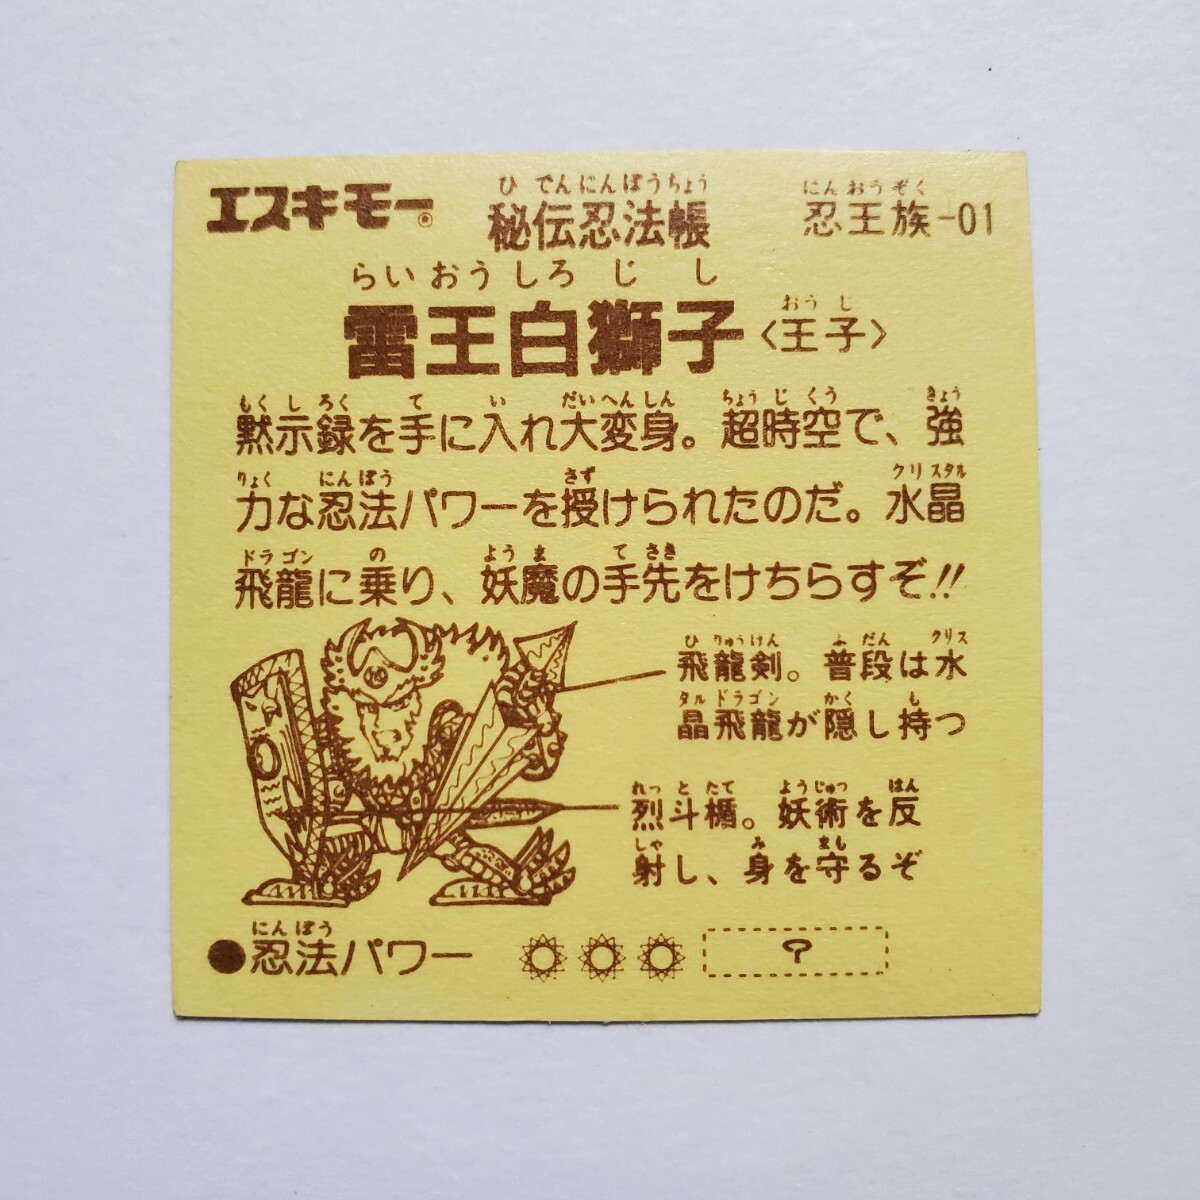 エスキモー®
秘伝忍法帳
ひでんにんぽうちょう
忍王族-01
にんおうぞく
らいおうしろじし
雷王白獅子
〈王子〉
おうじ
もくしろく て い だいへんしん ちょうじくう きょう
黙示録を手に入れ大変身。超時空で、強
りょく にんぽう さず クリスタル
力な忍法パワーを授けられたのだ。水晶
ドラゴン の ようま てさき
飛龍に乗り、妖魔の手先をけちらすぞ!!
ひりゅうけん ふだん クリス
飛龍剣。普段は水
タルドラゴン かく も
晶飛龍が隠し持つ
れっとたて ようじゅつ はん
烈斗楯。妖術を反
しゃ み まも
射し、身を守るぞ
にんぽう
●忍法パワー
?